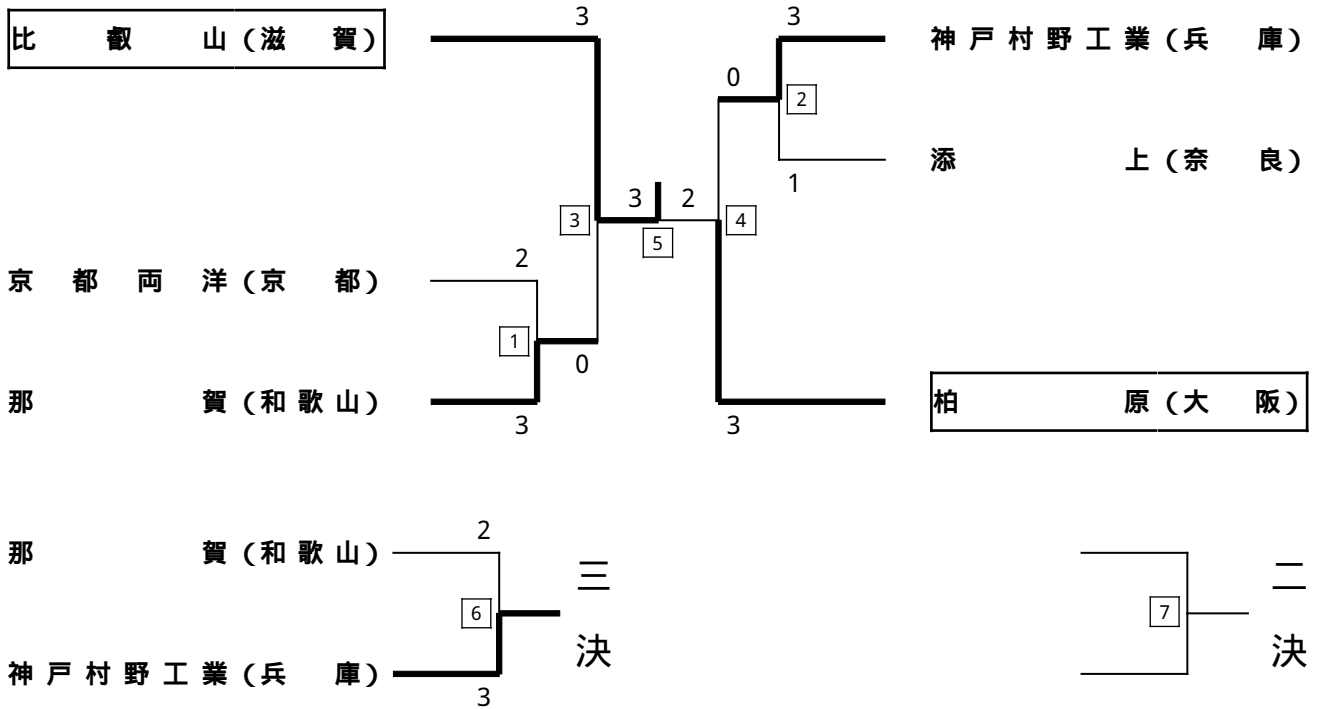 3 3
比叡山(滋賀) 神戸村野工業(兵庫)
0
2
添上(奈良)
1
3 2
3 4
5
2
京都両洋(京都)
1
0
那賀(和歌山) 柏原(大阪)
3 3
2
那賀(和歌山)
三決 二決
6 7
神戸村野工業(兵庫)
3